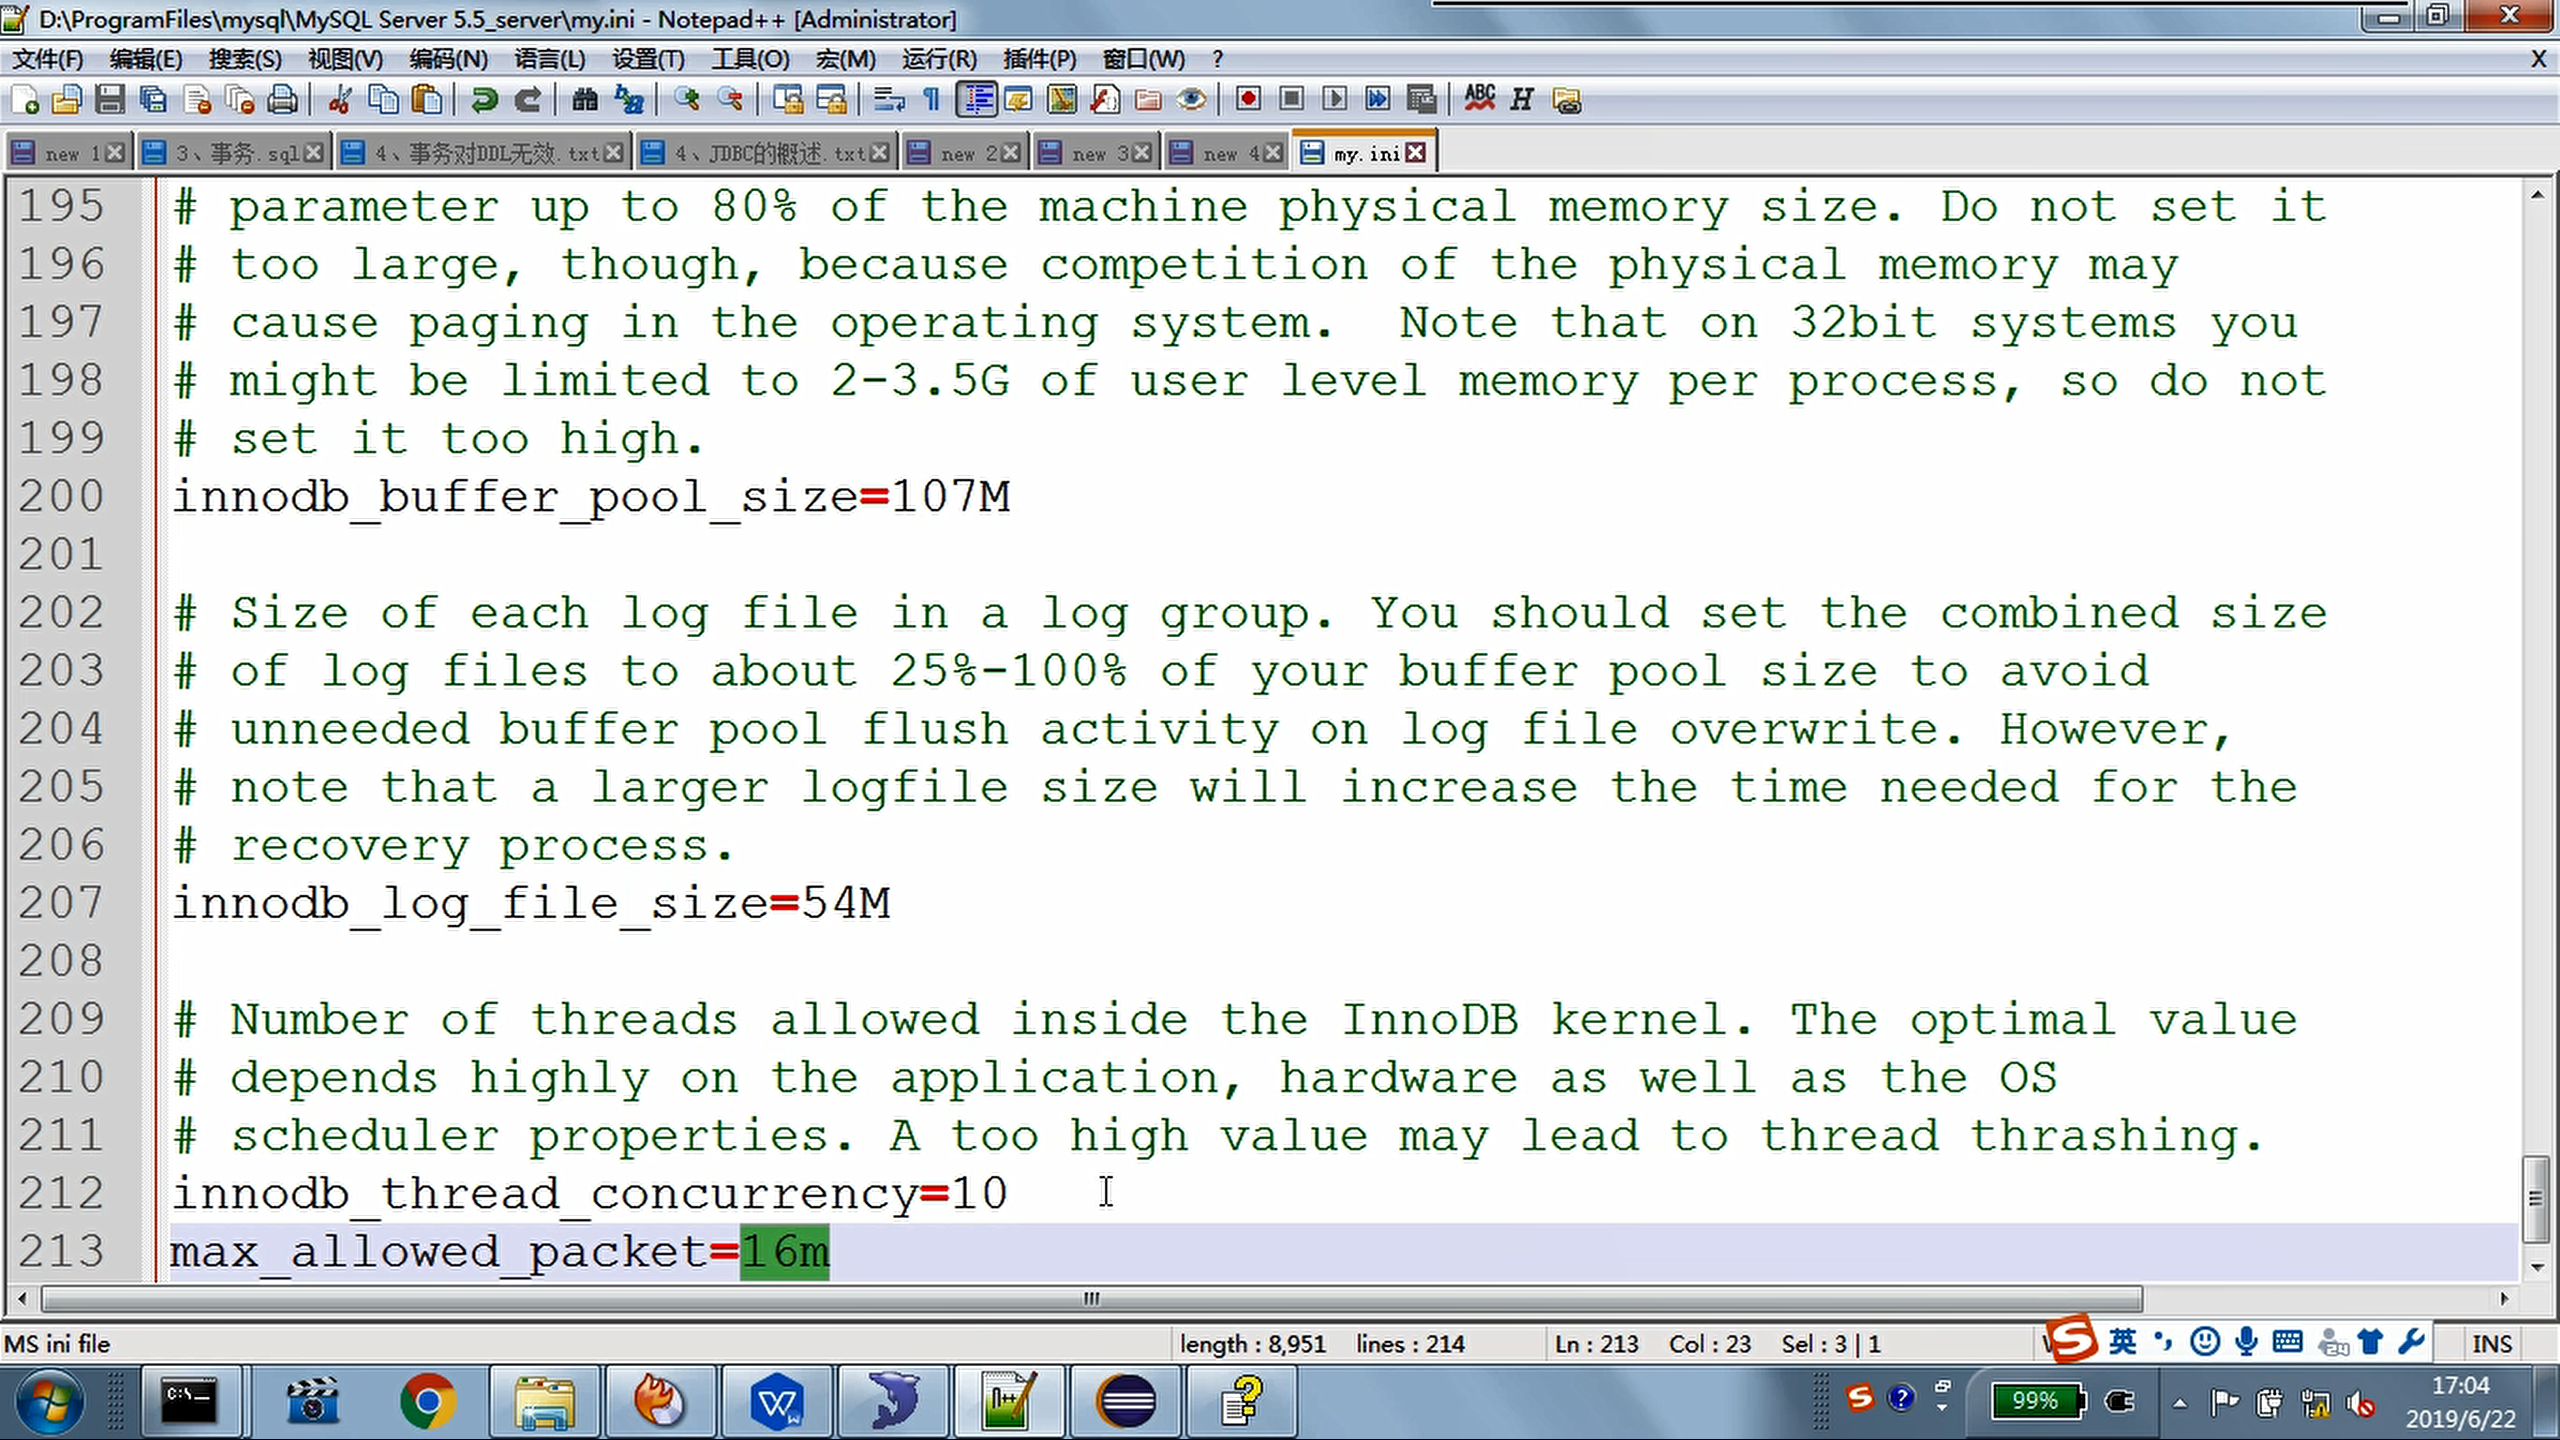 D:\ProgramFiles\mysql\MySQL Server 5.5_server\my.ini - Notepad++ [Administrator]
文件(F) 编辑(E) 搜索(S) 视图(V) 编码(N) 语言(L) 设置(T) 工具(O) 宏(M) 运行(R) 插件(P) 窗口(W) ? X
new 1 3、事务.sql 4、事务对DDL无效.txt 4、JDBC的概述.txt new 2 new 3 new 4 my.ini
195 # parameter up to 80% of the machine physical memory size. Do not set it
196 # too large, though, because competition of the physical memory may
197 # cause paging in the operating system.  Note that on 32bit systems you
198 # might be limited to 2-3.5G of user level memory per process, so do not
199 # set it too high.
200 innodb_buffer_pool_size=107M
201
202 # Size of each log file in a log group. You should set the combined size
203 # of log files to about 25%-100% of your buffer pool size to avoid
204 # unneeded buffer pool flush activity on log file overwrite. However,
205 # note that a larger logfile size will increase the time needed for the
206 # recovery process.
207 innodb_log_file_size=54M
208
209 # Number of threads allowed inside the InnoDB kernel. The optimal value
210 # depends highly on the application, hardware as well as the OS
211 # scheduler properties. A too high value may lead to thread thrashing.
212 innodb_thread_concurrency=10
213 max_allowed_packet=16m
MS ini file length : 8,951 lines : 214 Ln : 213 Col : 23 Sel : 3 | 1 英 INS
99% 17:04
2019/6/22